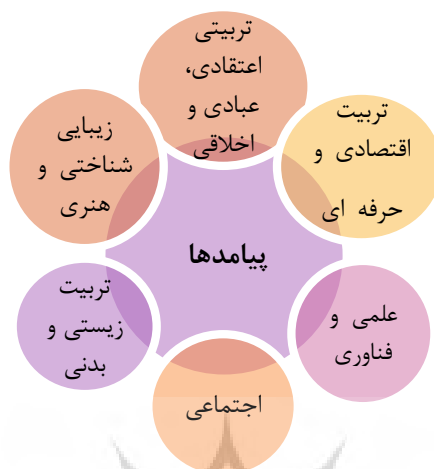 تربیتی
اعتقادی،
عبادی و
اخلاقی
تربیت
اقتصادی و
حرفه ای
علمی و
فناوری
اجتماعی
تربیت
زیستی و
بدنی
زیبایی
شناختی و
هنری
پیامدها